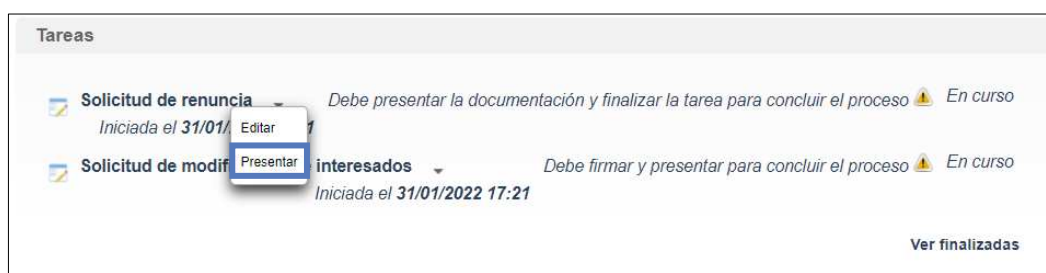 Tareas
Solicitud de renuncia Debe presentar la documentación y finalizar la tarea para concluir el proceso En curso
Iniciada el 31/01/ 1
Editar
Presentar
Solicitud de modif interesados Debe firmar y presentar para concluir el proceso En curso
Iniciada el 31/01/2022 17:21
Ver finalizadas